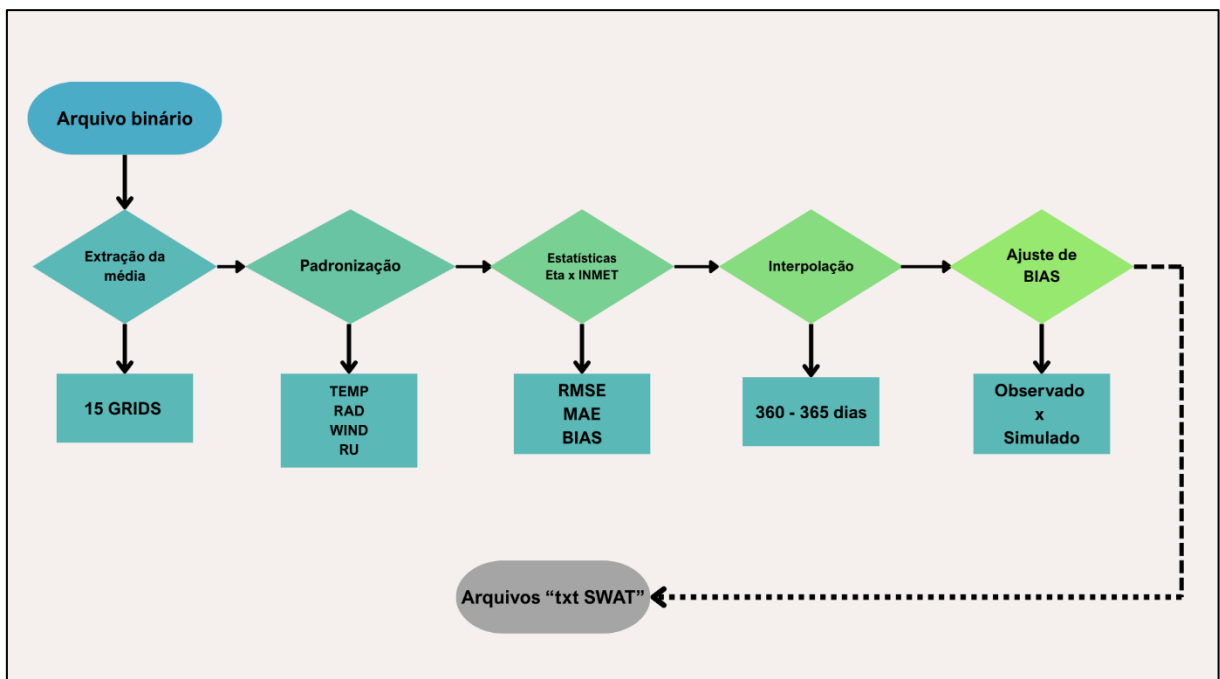 Arquivo binário
Extração da
média
Padronização
Estatísticas
Eta x INMET
Interpolação
Ajuste de
BIAS
15 GRIDS
TEMP
RAD
WIND
RU
RMSE
MAE
BIAS
360 - 365 dias
Observado
x
Simulado
Arquivos “txt SWAT”